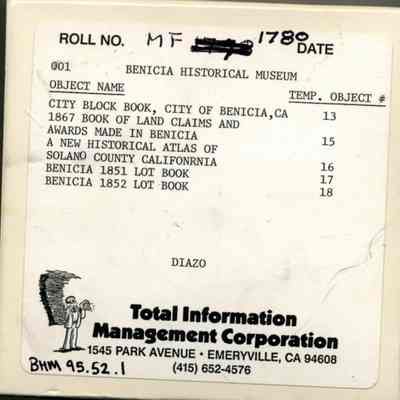 ROLL NO. MF 1780 DATE
001 BENICIA HISTORICAL MUSEUM
OBJECT NAME TEMP. OBJECT #
CITY BLOCK BOOK, CITY OF BENICIA,CA 13
1867 BOOK OF LAND CLAIMS AND
AWARDS MADE IN BENICIA 15
A NEW HISTORICAL ATLAS OF
SOLANO COUNTY CALIFONRNIA 16
BENICIA 1851 LOT BOOK 17
BENICIA 1852 LOT BOOK 18
DIAZO
Total Information
Management Corporation
1545 PARK AVENUE • EMERYVILLE, CA 94608
(415) 652-4576
BHM 95.52.1